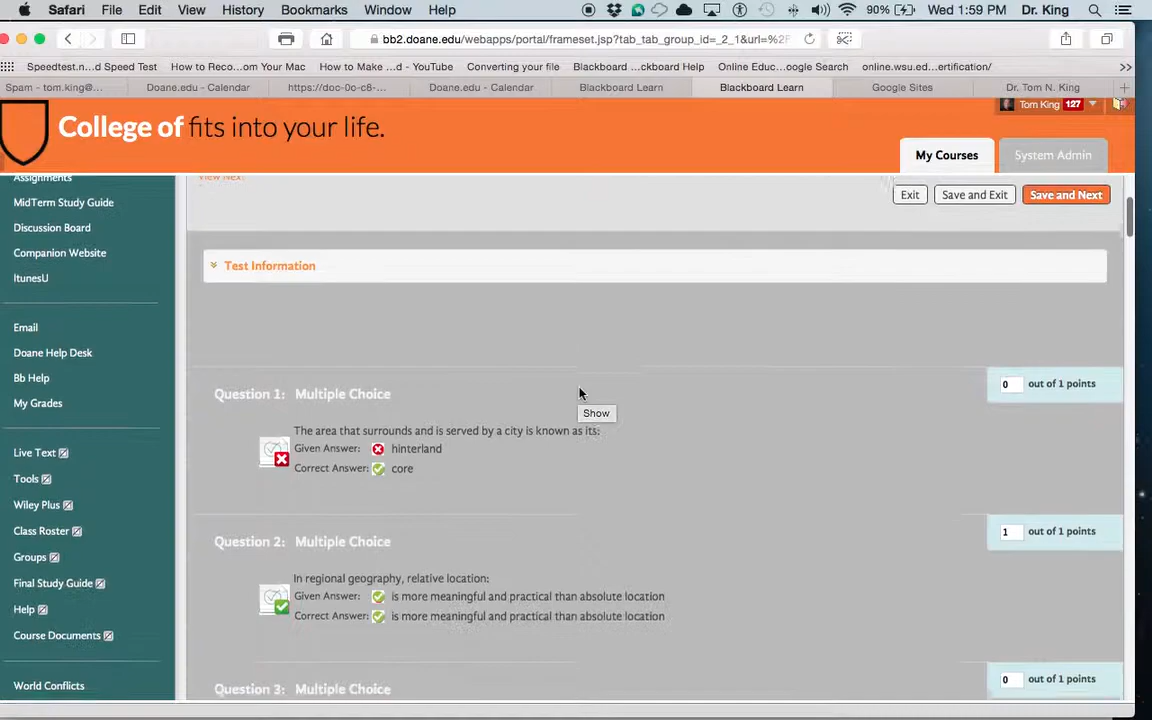 Safari File Edit View History Bookmarks Window Help 90% Wed 1:59 PM Dr. King
bb2.doane.edu/webapps/portal/frameset.jsp?tab_tab_group_id=_2_1&url=%2F
Speedtest.n...d Speed Test How to Reco...om Your Mac How to Make ...d - YouTube Converting your file Blackboard ...ckboard Help Online Educ...oogle Search online.wsu.ed...ertification/
Spam - tom.king@... Doane.edu - Calendar https://doc-0o-c8-... Doane.edu - Calendar Blackboard Learn Blackboard Learn Google Sites Dr. Tom N. King
Tom King 127
College of fits into your life.
My Courses System Admin
Assignments
MidTerm Study Guide
Discussion Board
Companion Website
ItunesU
Email
Doane Help Desk
Bb Help
My Grades
Live Text
Tools
Wiley Plus
Class Roster
Groups
Final Study Guide
Help
Course Documents
World Conflicts
View Next
Exit Save and Exit Save and Next
Test Information
Question 1: Multiple Choice
0 out of 1 points
Show
The area that surrounds and is served by a city is known as its:
Given Answer: hinterland
Correct Answer: core
Question 2: Multiple Choice
1 out of 1 points
In regional geography, relative location:
Given Answer: is more meaningful and practical than absolute location
Correct Answer: is more meaningful and practical than absolute location
Question 3: Multiple Choice
0 out of 1 points